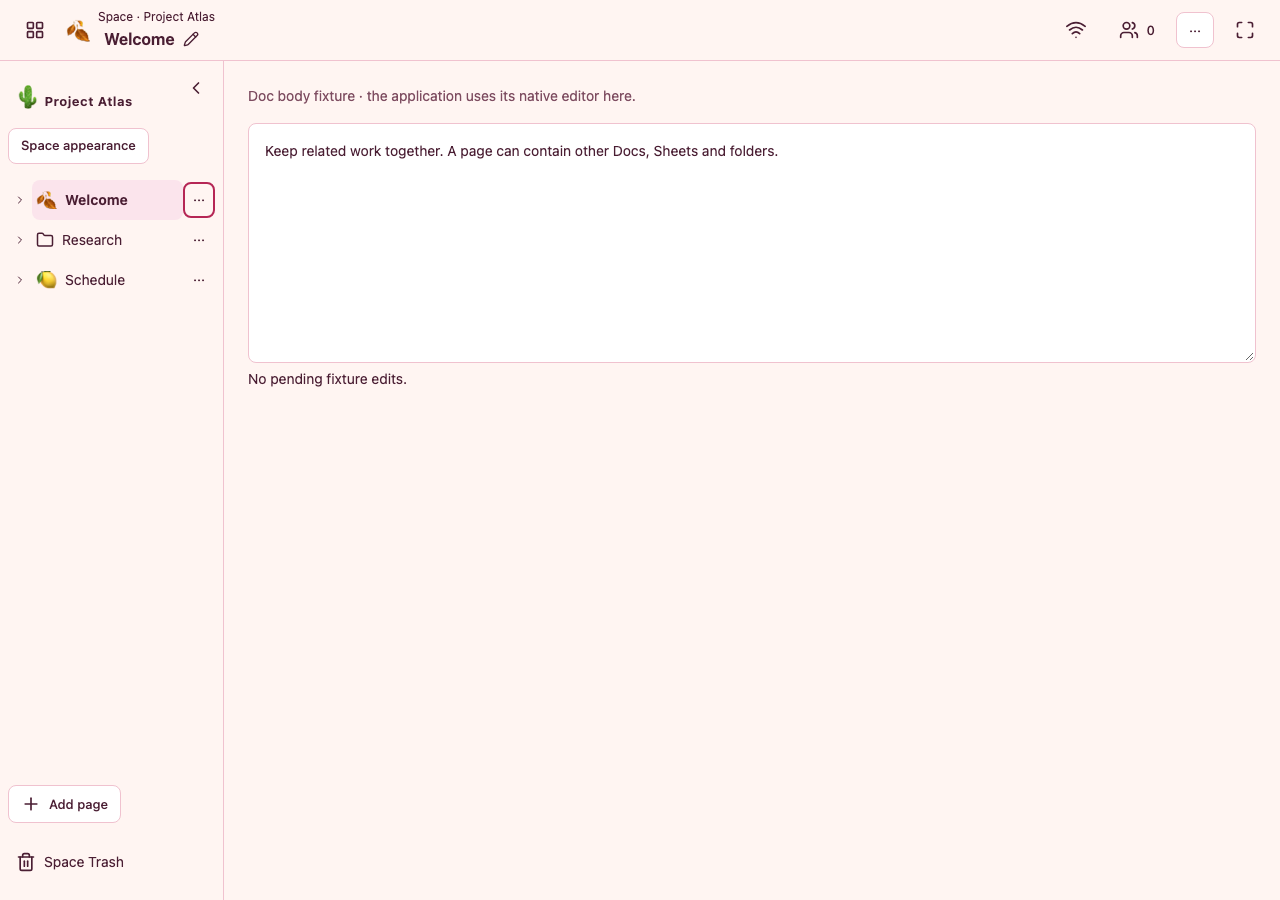 Space · Project Atlas
Welcome
0
...
Project Atlas
Space appearance
Welcome
...
Research
...
Schedule
...
Add page
Space Trash
Doc body fixture · the application uses its native editor here.
Keep related work together. A page can contain other Docs, Sheets and folders.
No pending fixture edits.